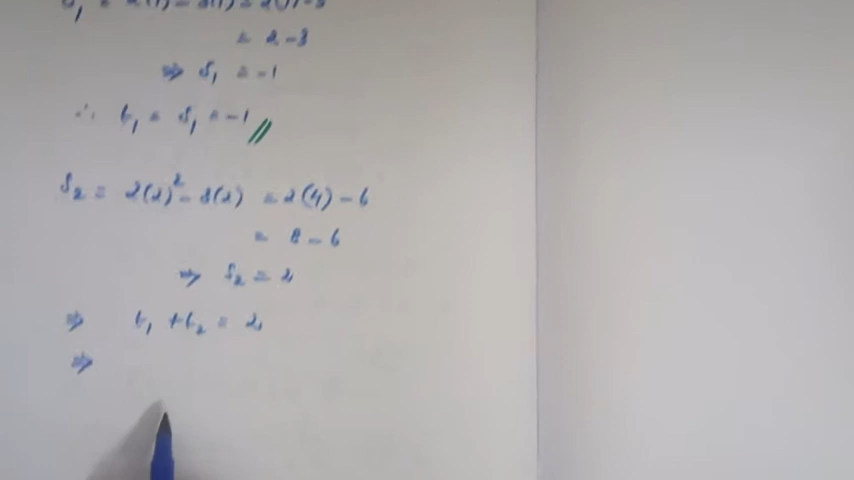 = 2 - 3
⇒ S₁ = -1
∴ t₁ = S₁ = -1 //
S₂ = 2(2)² - 3(2) = 2(4) - 6
= 8 - 6
⇒ S₂ = 2
⇒ t₁ + t₂ = 2
⇒